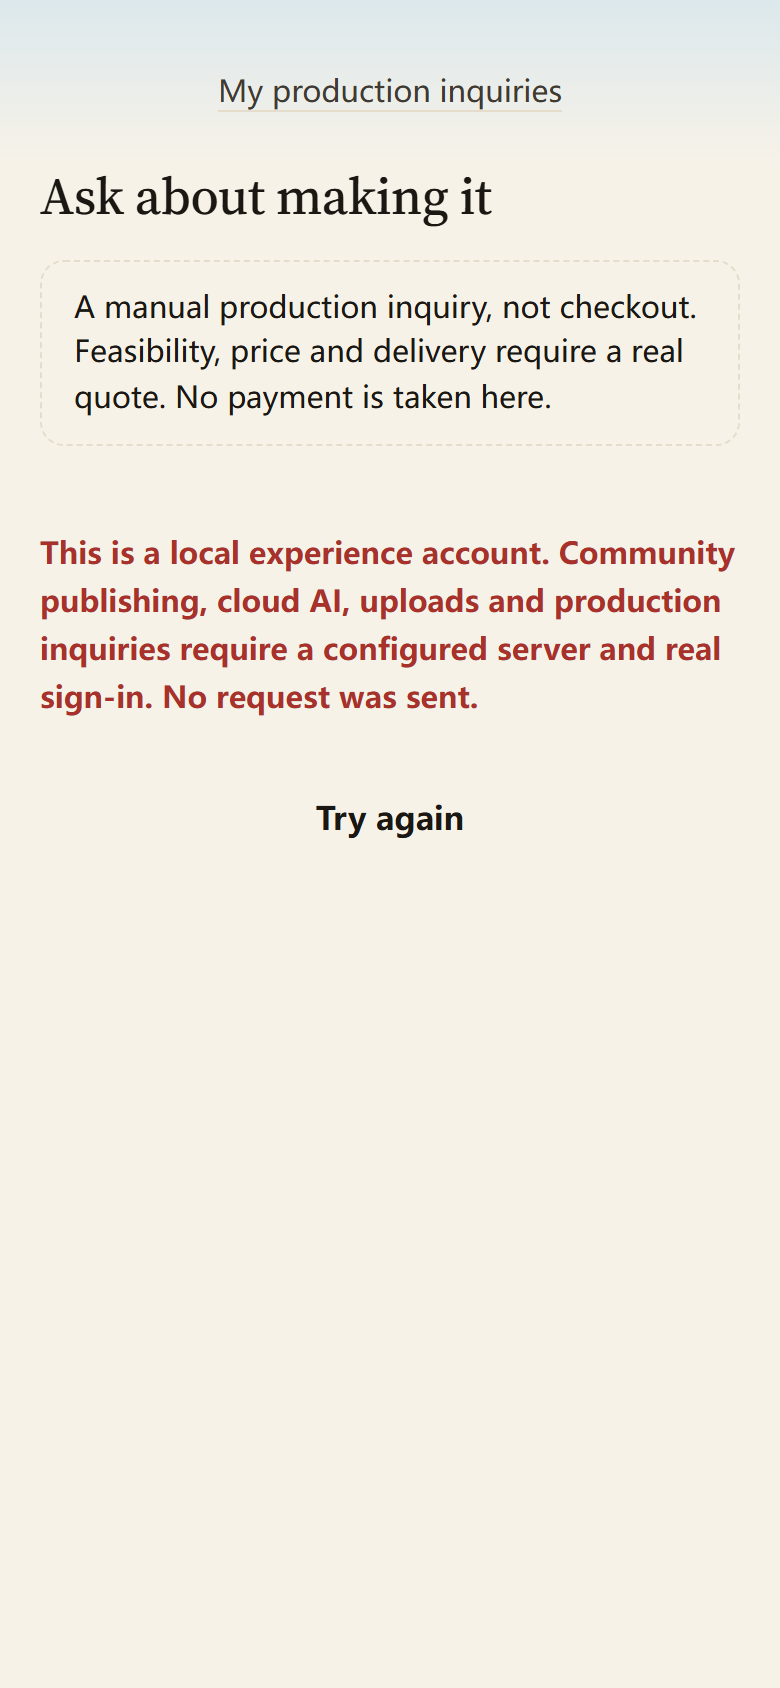 My production inquiries
Ask about making it
A manual production inquiry, not checkout.
Feasibility, price and delivery require a real
quote. No payment is taken here.
This is a local experience account. Community
publishing, cloud AI, uploads and production
inquiries require a configured server and real
sign-in. No request was sent.
Try again